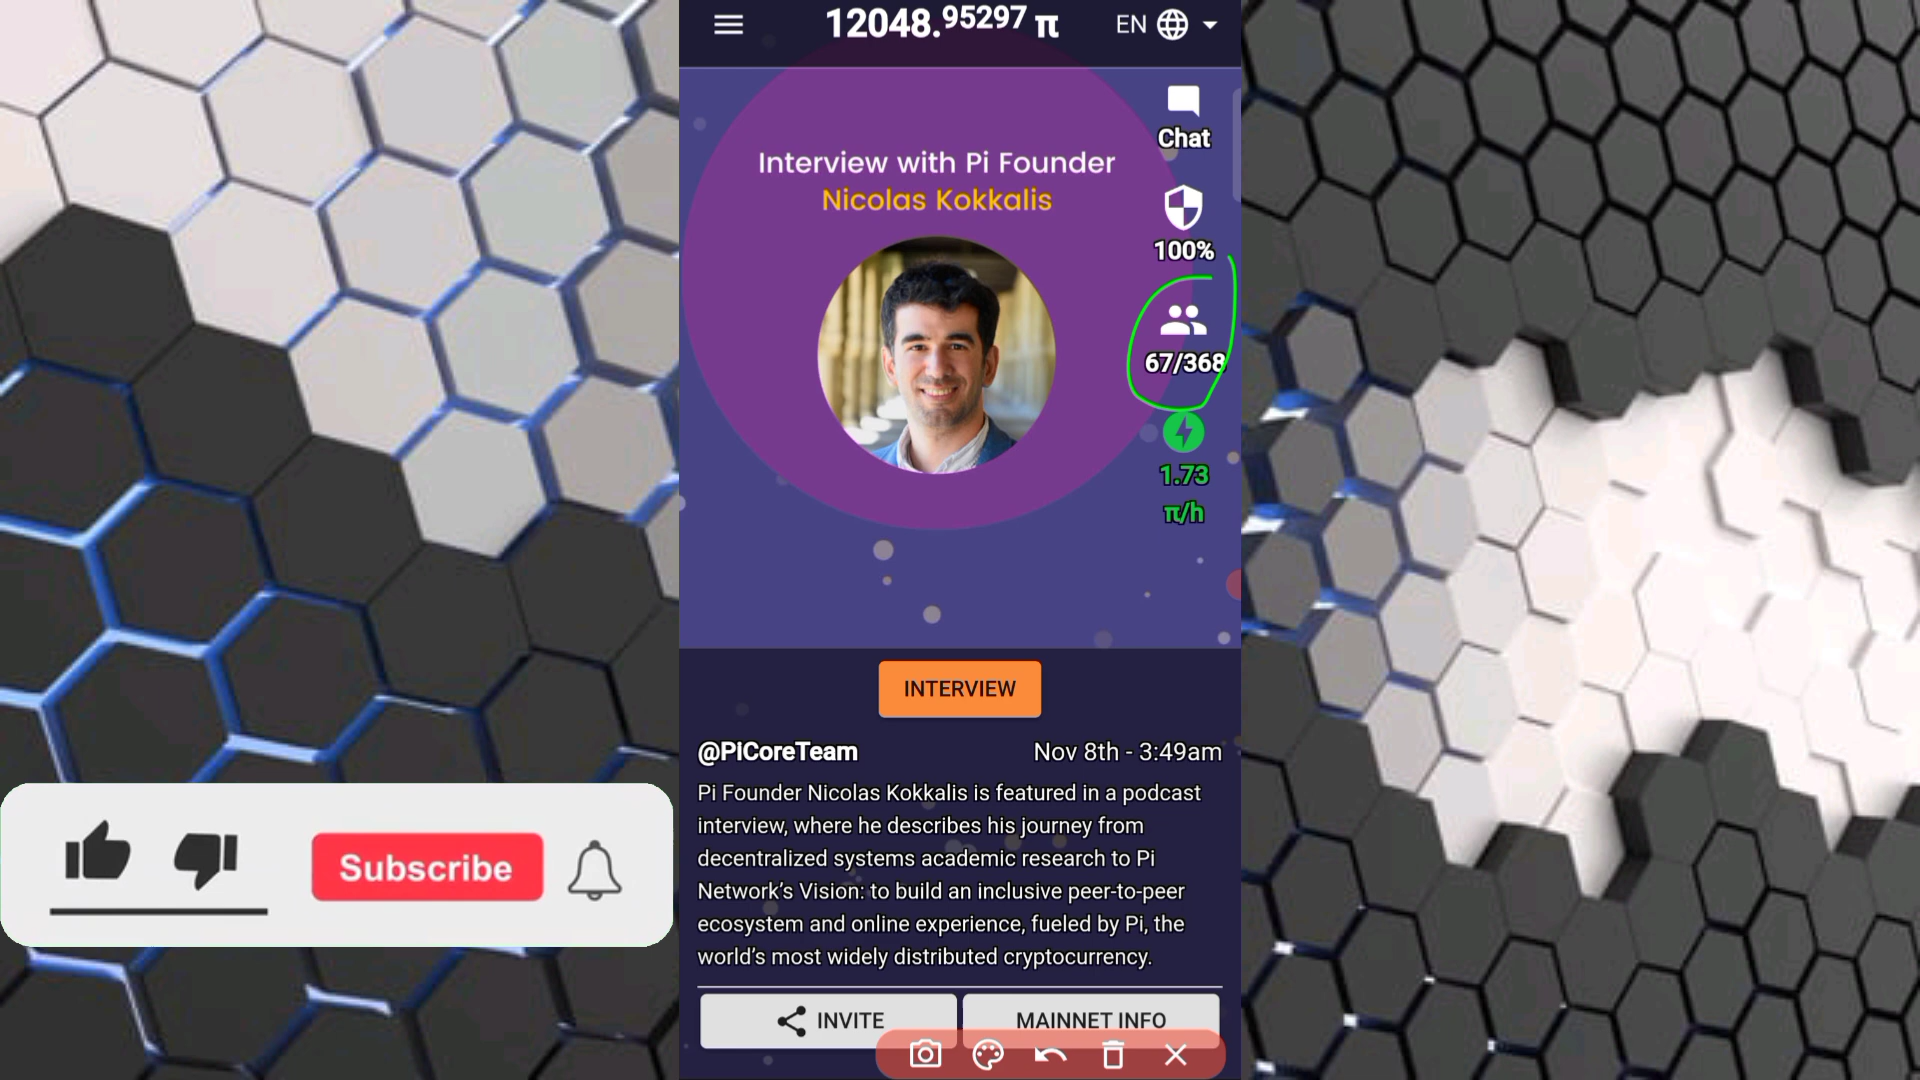 12048.95297 π
EN
Chat
Interview with Pi Founder
Nicolas Kokkalis
100%
67/368
1.73
π/h
INTERVIEW
@PiCoreTeam
Nov 8th - 3:49am
Pi Founder Nicolas Kokkalis is featured in a podcast
interview, where he describes his journey from
decentralized systems academic research to Pi
Network’s Vision: to build an inclusive peer-to-peer
ecosystem and online experience, fueled by Pi, the
world’s most widely distributed cryptocurrency.
INVITE
MAINNET INFO
Subscribe